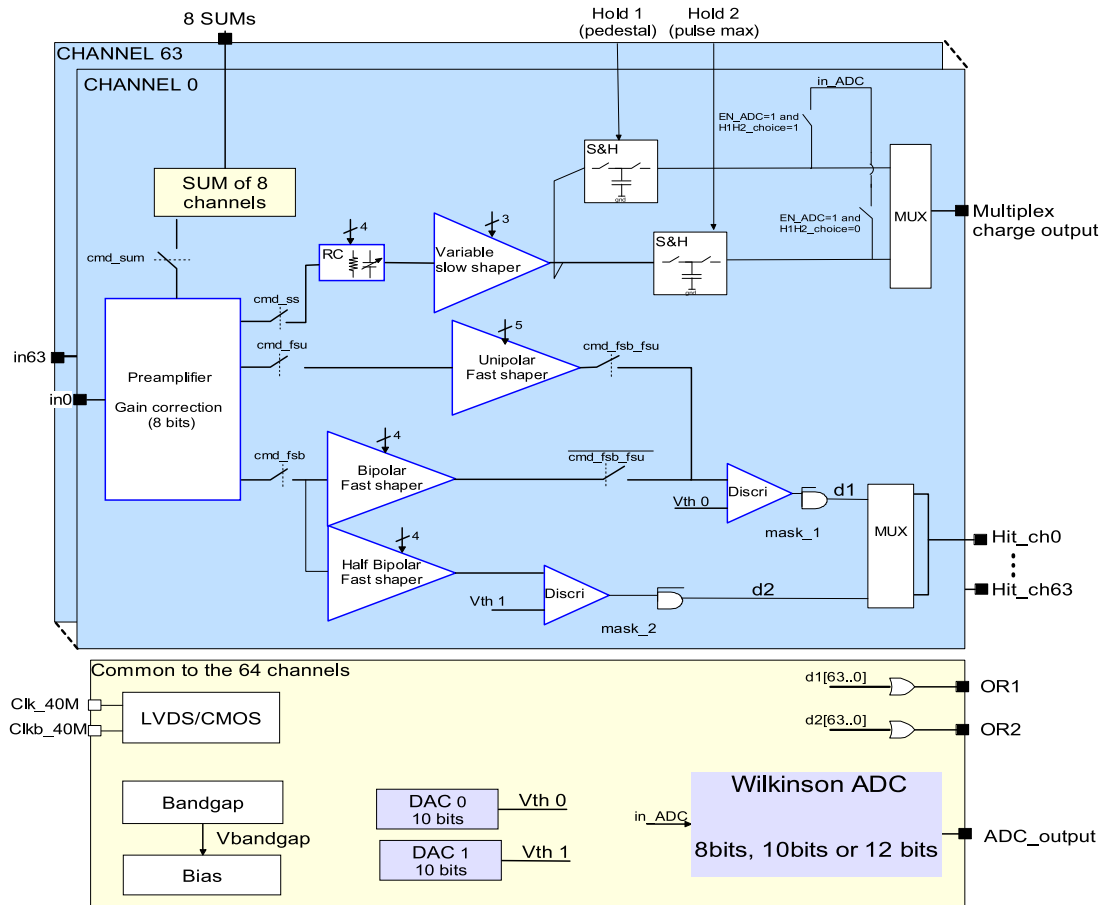 8 SUMs
Hold 1
(pedestal)
Hold 2
(pulse max)
CHANNEL 63
CHANNEL 0
in_ADC
EN_ADC=1 and
H1H2_choice=1
S&H
gnd
SUM of 8
channels
4
3
MUX
Multiplex
charge output
EN_ADC=1 and
H1H2_choice=0
cmd_sum
RC
Variable
slow shaper
S&H
gnd
cmd_ss
5
in63
cmd_fsu
Unipolar
Fast shaper
cmd_fsb_fsu
Preamplifier
Gain correction
(8 bits)
in0
4
cmd_fsb
Bipolar
Fast shaper
cmd_fsb_fsu
Discri
d1
Vth 0
mask_1
MUX
4
Hit_ch0
Half Bipolar
Fast shaper
Discri
d2
Hit_ch63
Vth 1
mask_2
Common to the 64 channels
d1[63..0]
OR1
Clk_40M
LVDS/CMOS
Clkb_40M
d2[63..0]
OR2
Wilkinson ADC
Bandgap
DAC 0
10 bits
Vth 0
in_ADC
Vbandgap
8bits, 10bits or 12 bits
ADC_output
DAC 1
10 bits
Vth 1
Bias